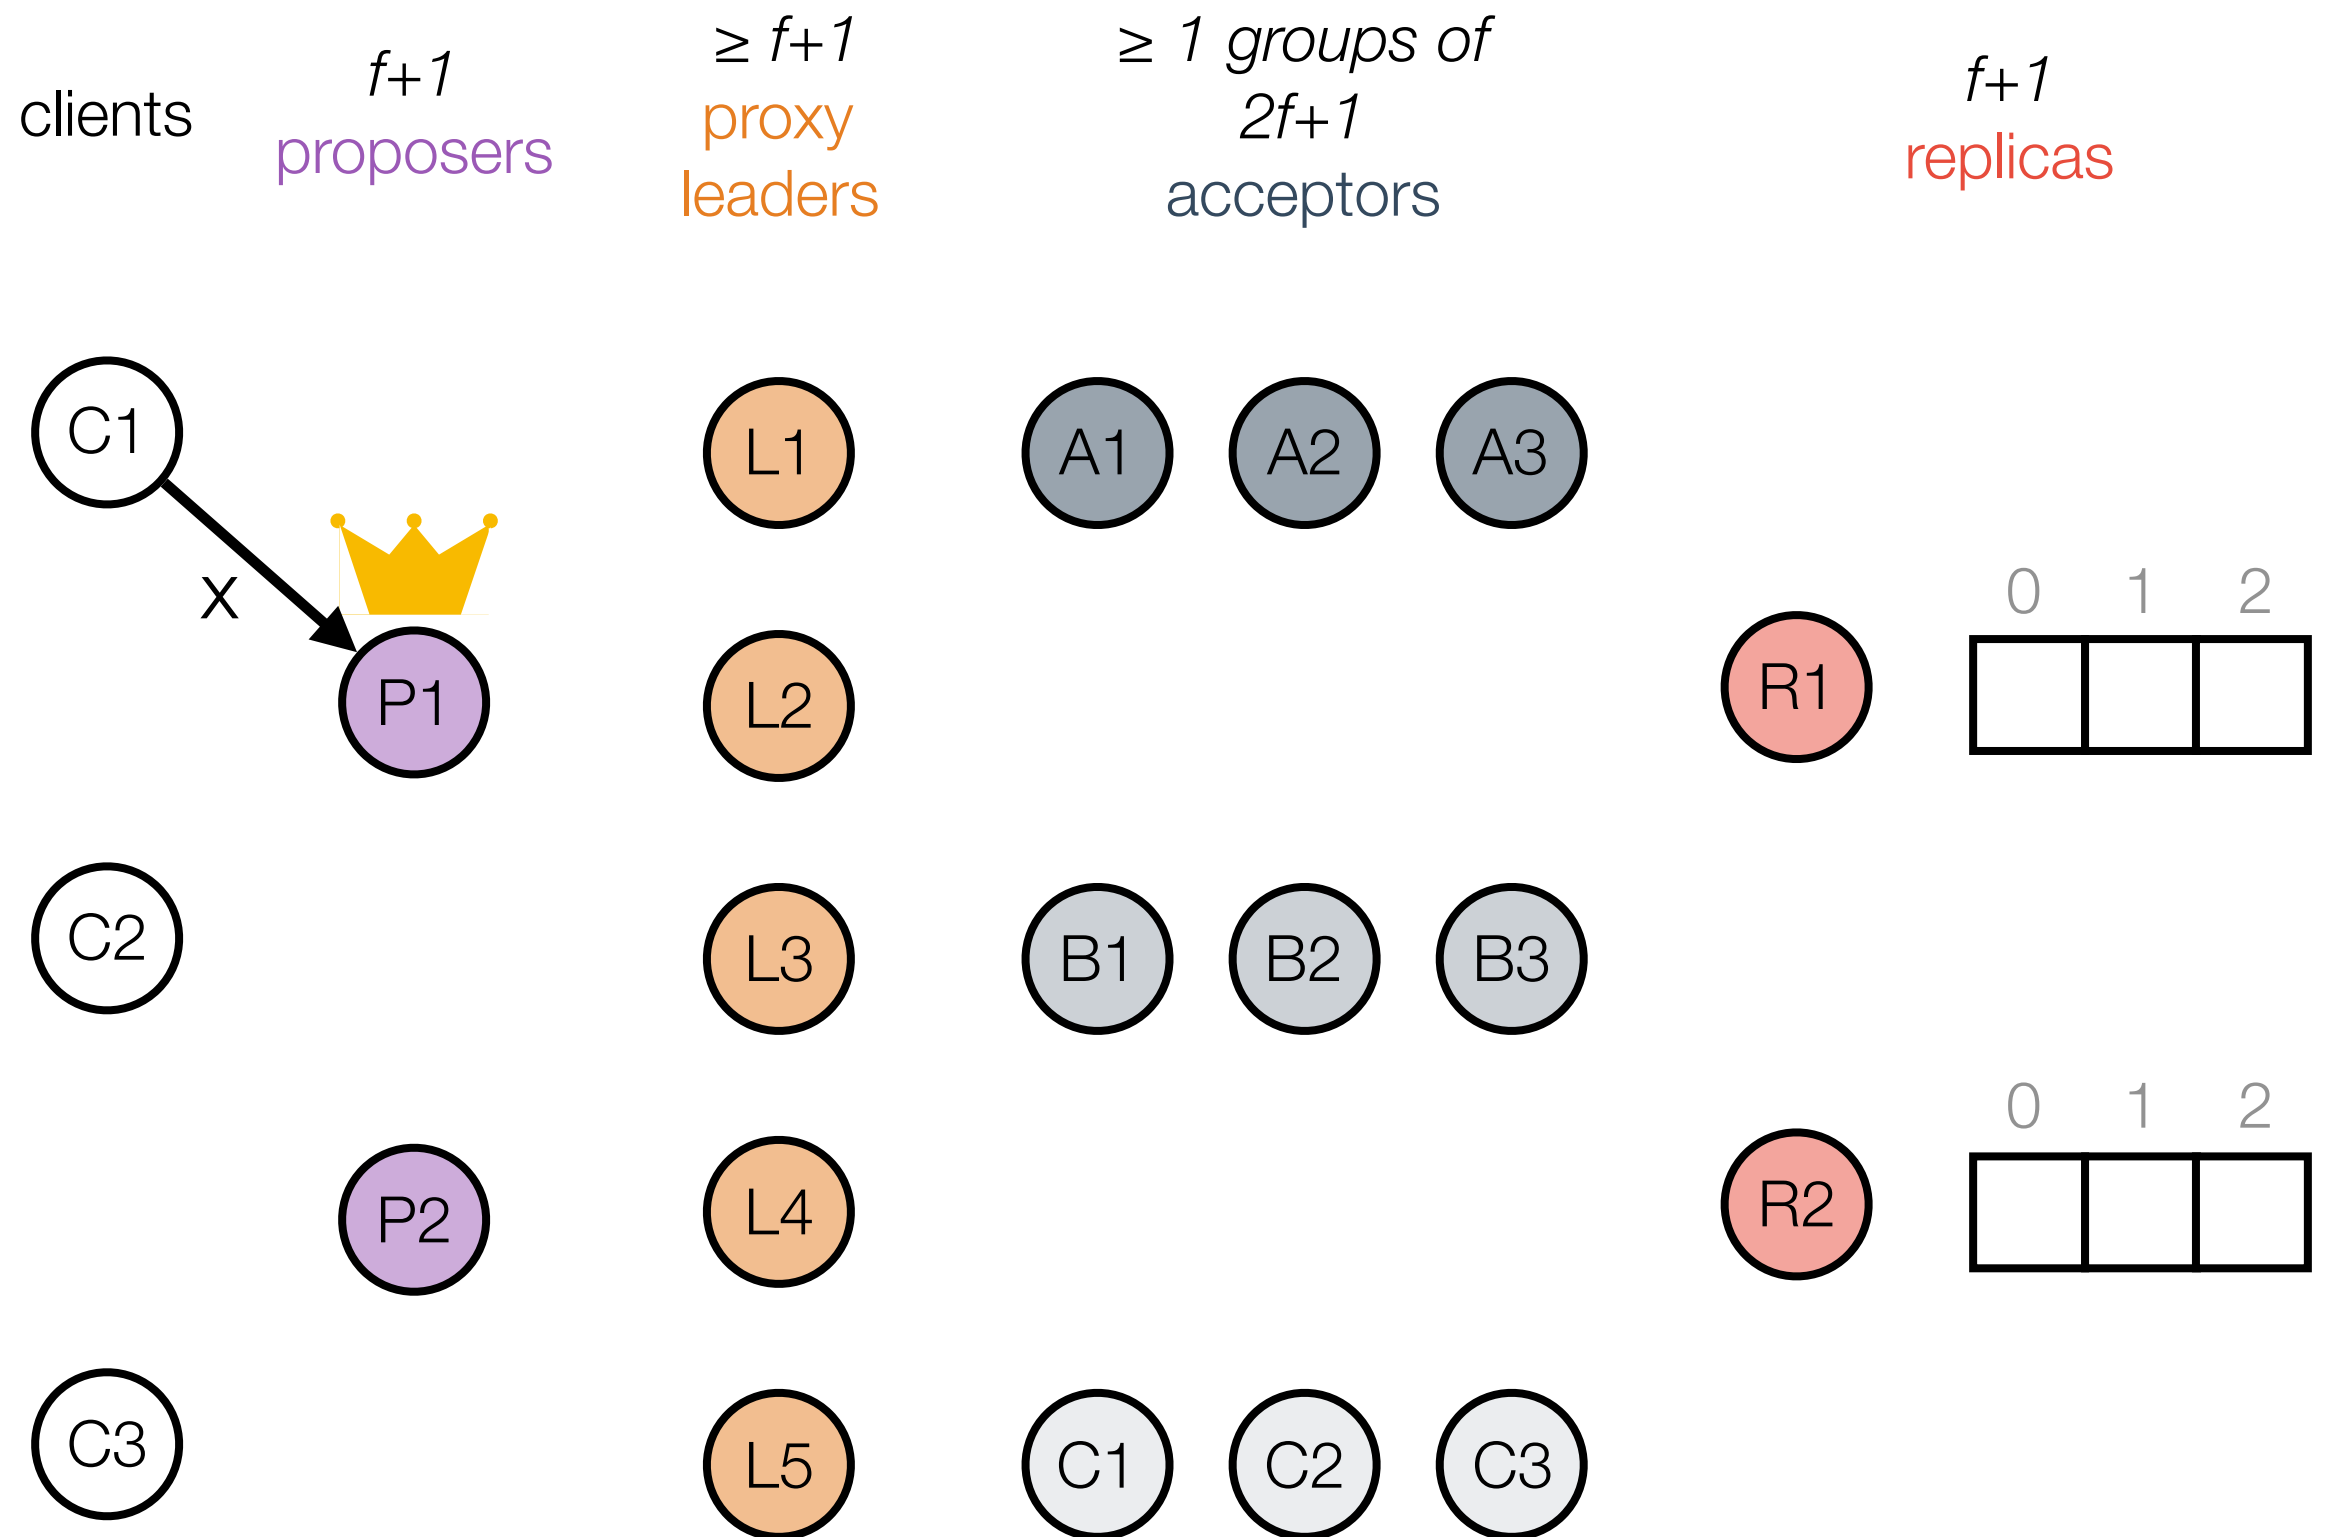 clients
f+1
proposers
≥ f+1
proxy
leaders
≥ 1 groups of
2f+1
acceptors
f+1
replicas
C1
L1
A1 A2 A3
x
0 1 2
P1
L2
R1
C2
L3
B1 B2 B3
0 1 2
P2
L4
R2
C3
L5
C1 C2 C3